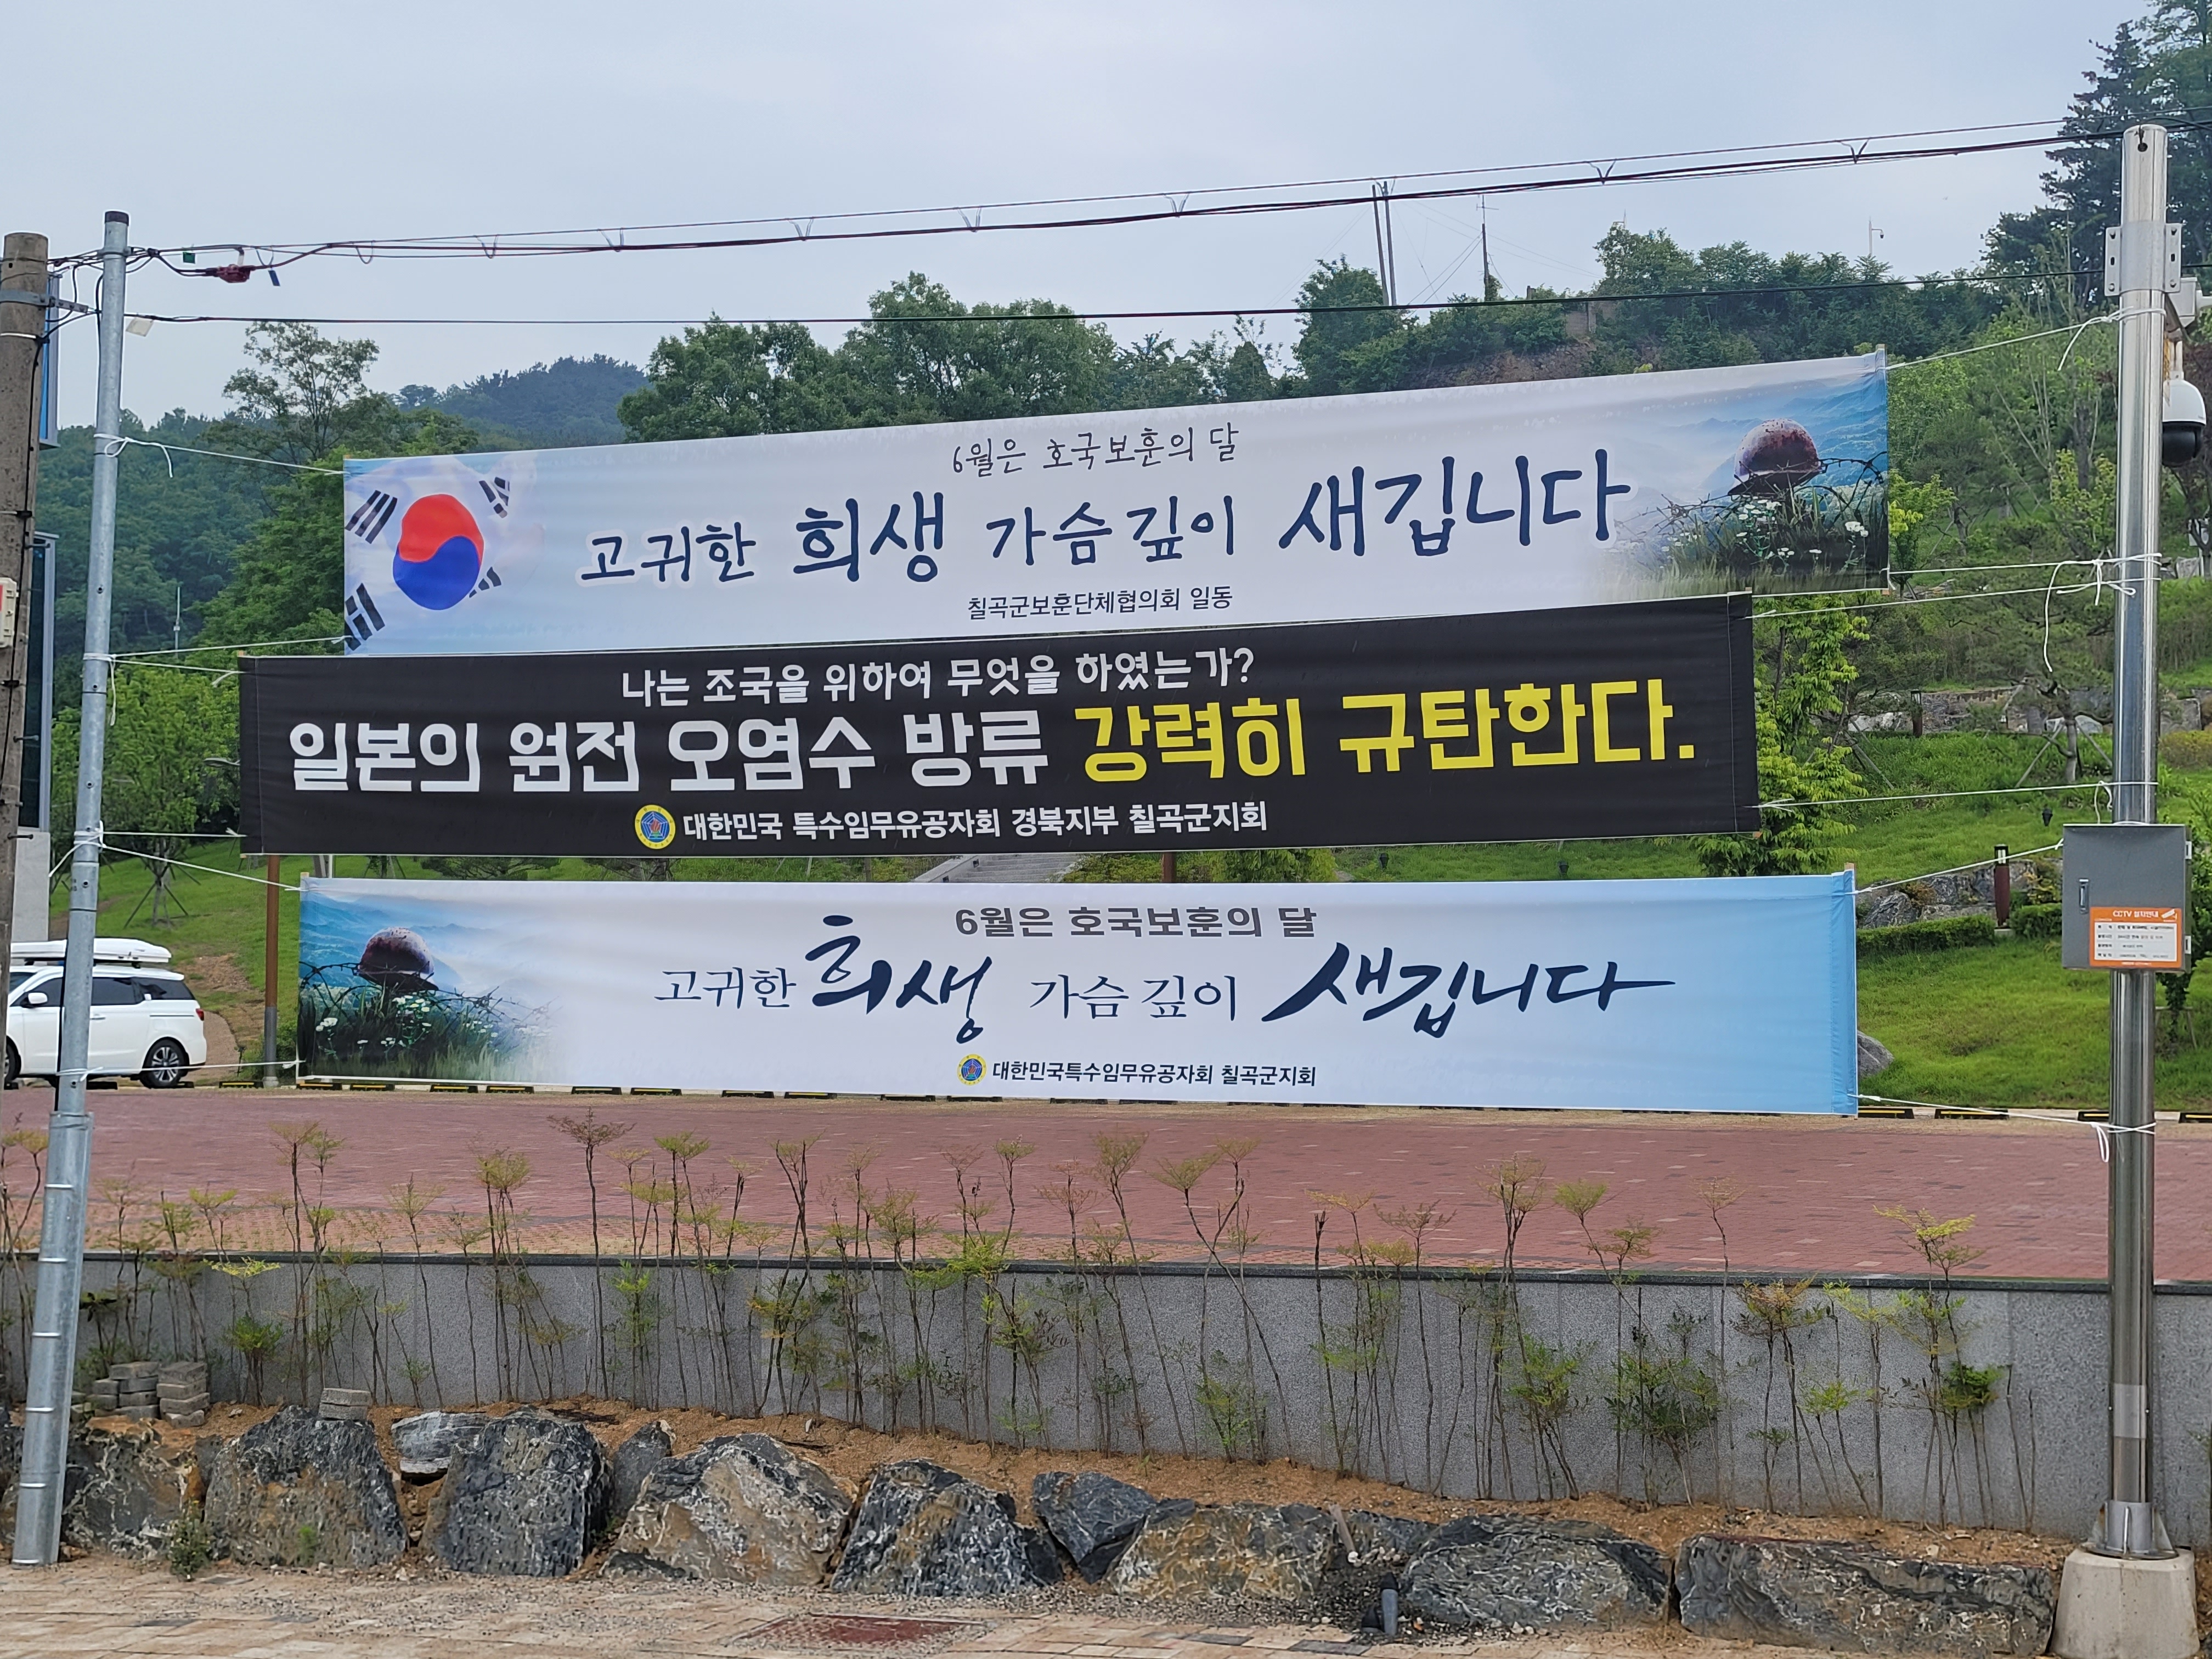 6월은 호국보훈의 달
고귀한 희생 가슴 깊이 새깁니다
칠곡군보훈단체협의회 일동
나는 조국을 위하여 무엇을 하였는가?
일본의 원전 오염수 방류 강력히 규탄한다.
대한민국 특수임무유공자회 경북지부 칠곡군지회
6월은 호국보훈의 달
고귀한 희생 가슴 깊이 새깁니다
대한민국특수임무유공자회 칠곡군지회
CCTV 설치안내